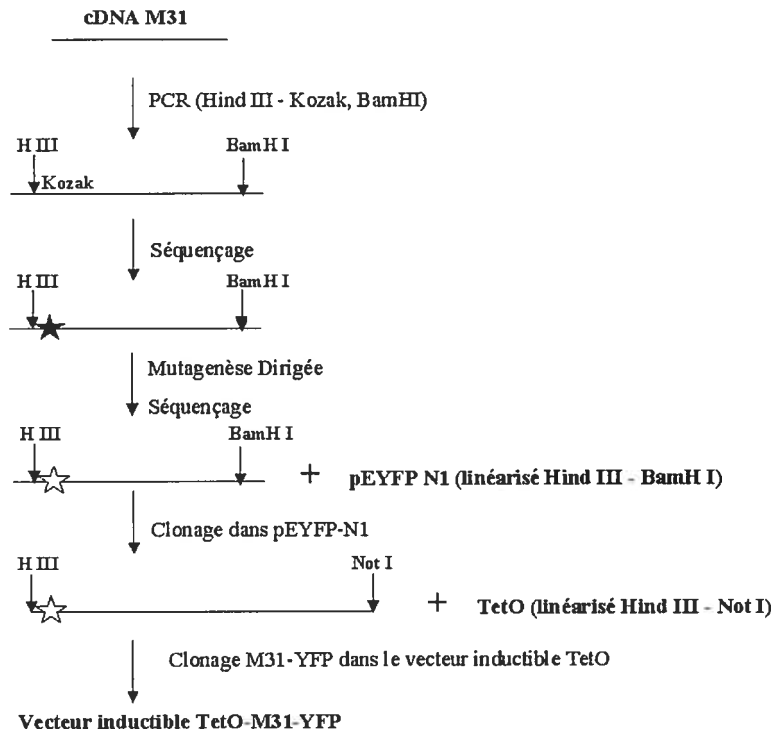 cDNA M31
PCR (Hind III - Kozak, BamHI)
H III
BamH I
Kozak
Séquençage
H III
BamH I
Mutagenèse Dirigée
Séquençage
H III
BamH I
+ pEYFP N1 (linéarisé Hind III - BamH I)
Clonage dans pEYFP-N1
H III
Not I
+ TetO (linéarisé Hind III - Not I)
Clonage M31-YFP dans le vecteur inductible TetO
Vecteur inductible TetO-M31-YFP